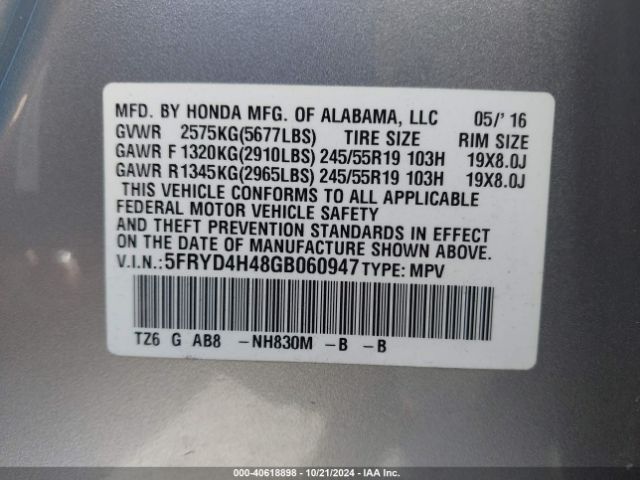 MFD. BY HONDA MFG. OF ALABAMA, LLC 05/' 16
GVWR 2575KG(5677LBS) TIRE SIZE RIM SIZE
GAWR F 1320KG(2910LBS) 245/55R19 103H 19X8.0J
GAWR R 1345KG(2965LBS) 245/55R19 103H 19X8.0J
THIS VEHICLE CONFORMS TO ALL APPLICABLE
FEDERAL MOTOR VEHICLE SAFETY
AND THEFT PREVENTION STANDARDS IN EFFECT
ON THE DATE OF MANUFACTURE SHOWN ABOVE.
V.I.N.:5FRYD4H48GB060947 TYPE: MPV
TZ6 G AB8 -NH830M -B -B
000-40618898 - 10/21/2024 - IAA Inc.